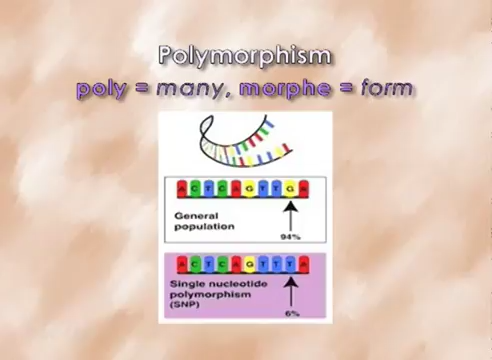 Polymorphism
poly = many, morphe = form
A C T C A G T T G A
General
population
94%
A C T C A G T T T A
Single nucleotide
polymorphism
(SNP)
6%